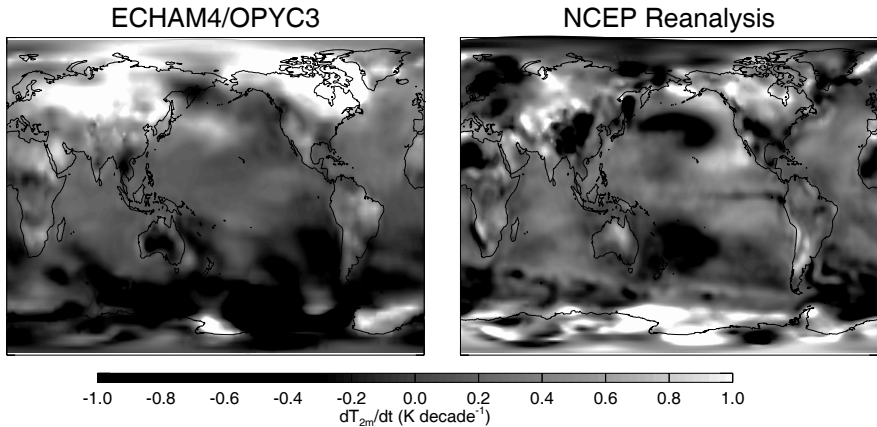 ECHAM4/OPYC3
NCEP Reanalysis
-1.0 -0.8 -0.6 -0.4 -0.2 0.0 0.2 0.4 0.6 0.8 1.0
dT₂ₘ/dt (K decade⁻¹)